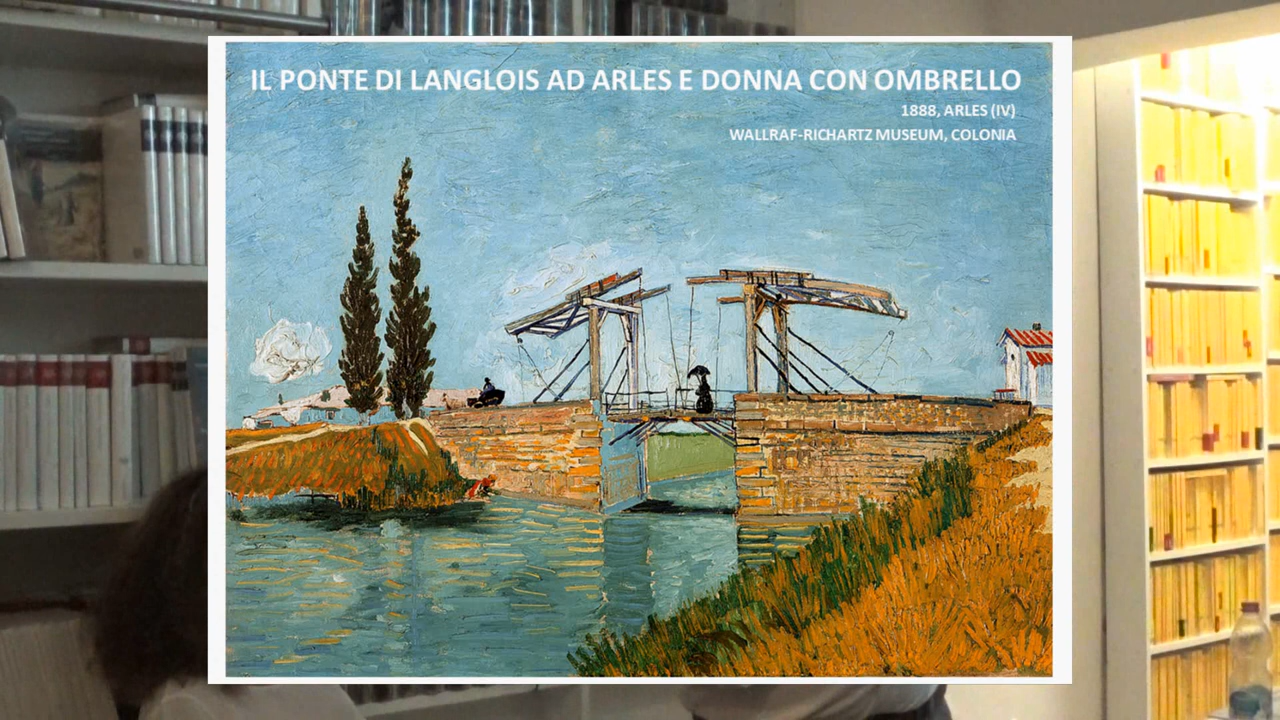 IL PONTE DI LANGLOIS AD ARLES E DONNA CON OMBRELLO
1888, ARLES (IV)
WALLRAF-RICHARTZ MUSEUM, COLONIA